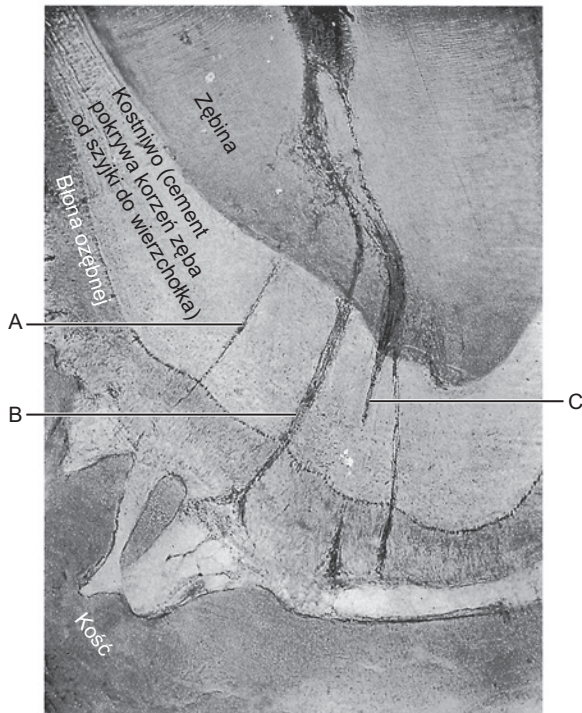 Zębina
Kostniwo (cement
pokrywa korzeń zęba
od szyjki do wierzchołka)
Błona ozębnej
A
B
C
Kość